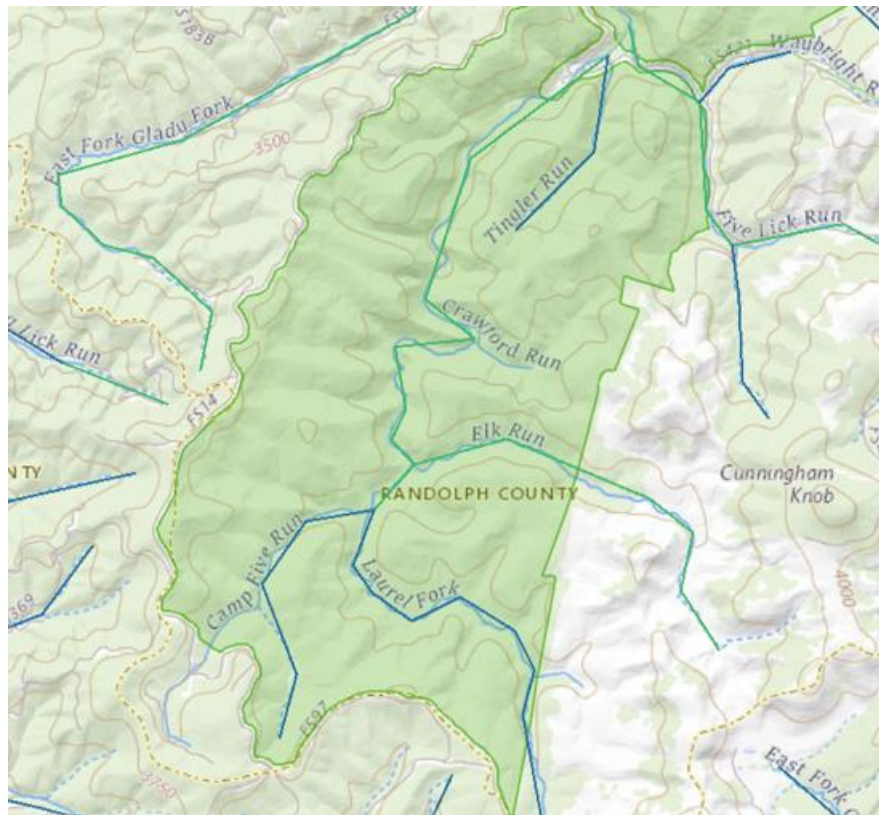 FS183B
FS1
East Fork Glady Fork
3500
FS421
Waybright R
Tingler Run
Five Lick Run
Crawford Run
Lick Run
FS14
Elk Run
NTY
RANDOLPH COUNTY
Cunningham
Knob
Camp Five Run
Laurel Fork
369
4000
FS97
3750
East Fork